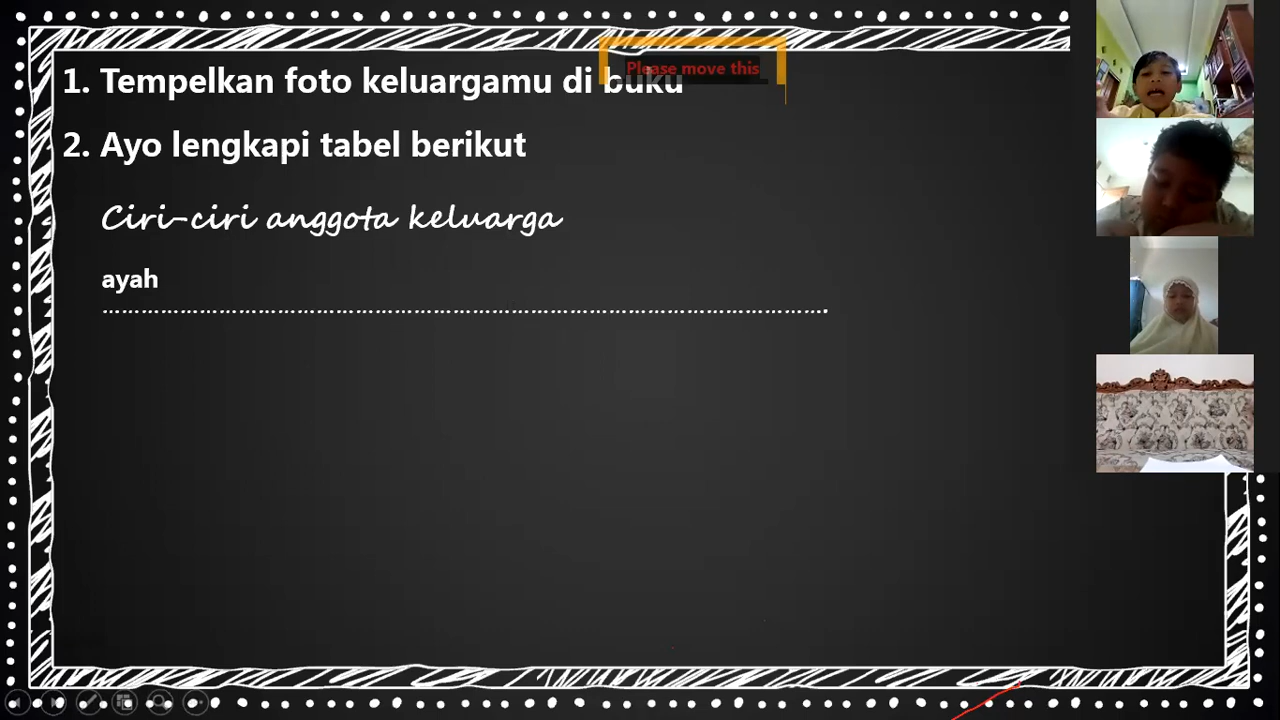 1. Tempelkan foto keluargamu di buku
Please move this
2. Ayo lengkapi tabel berikut
Ciri-ciri anggota keluarga
ayah
……………………………………………………………………………………….